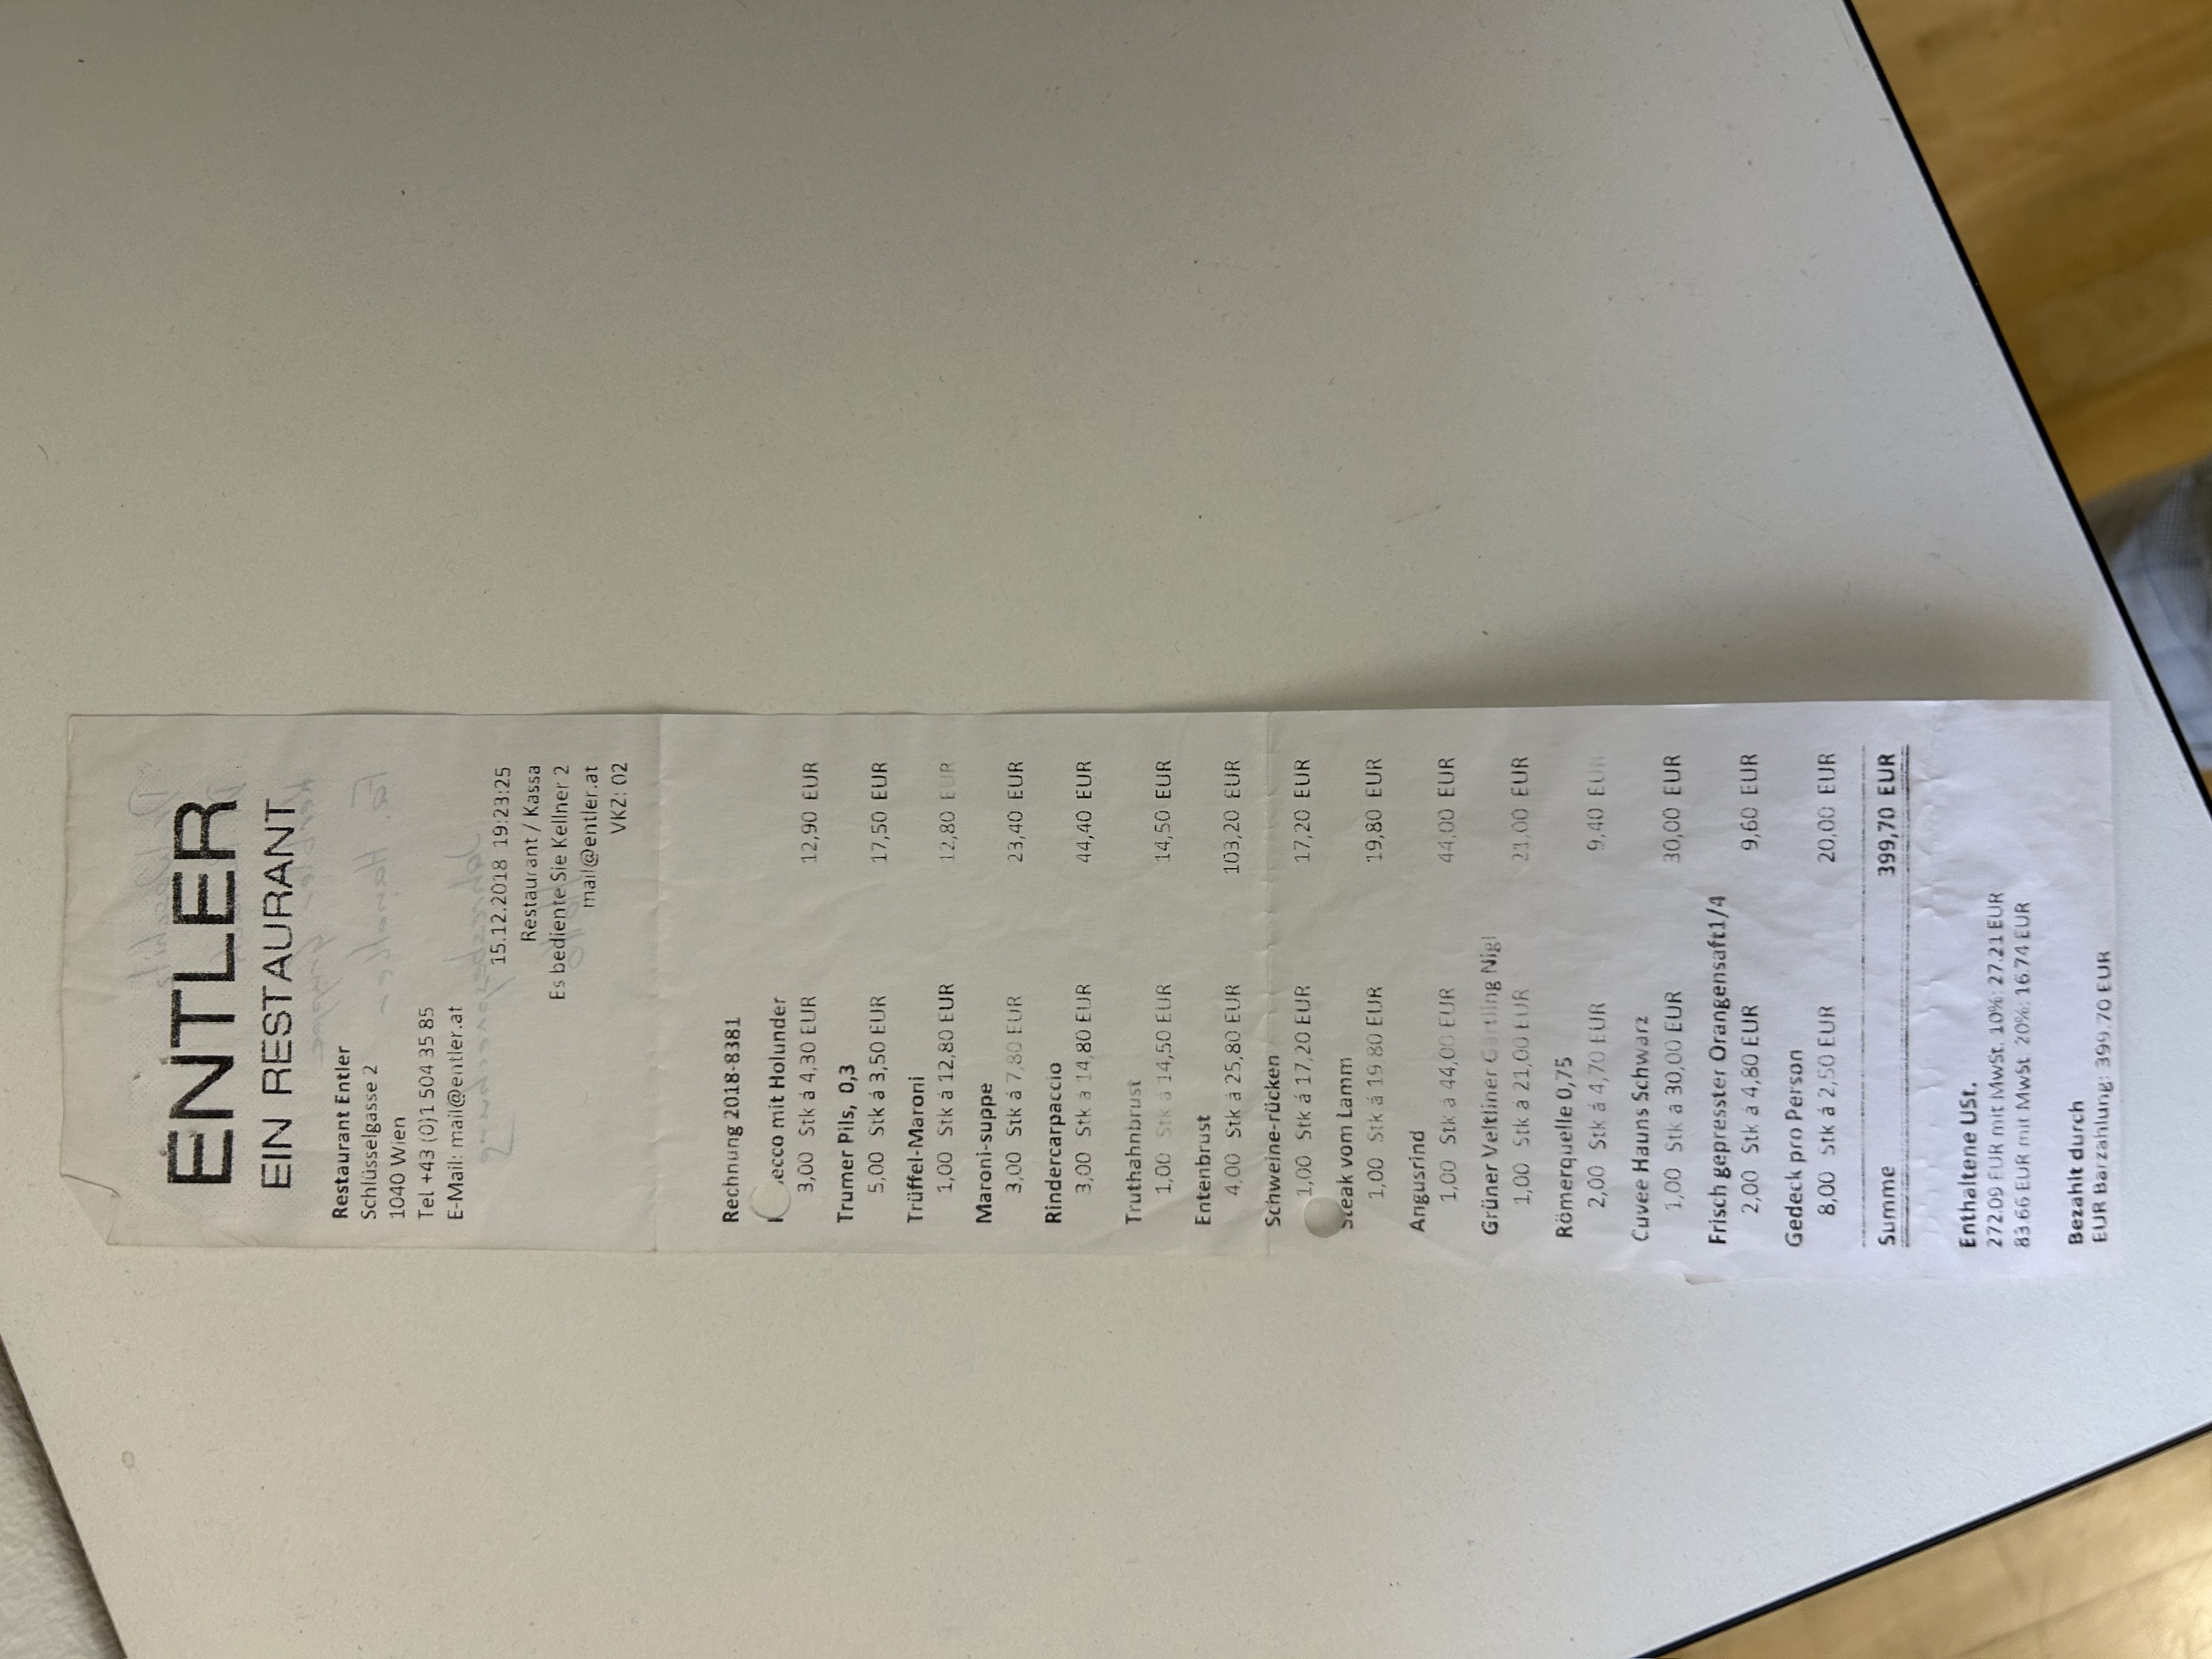 ENTLER
EIN RESTAURANT
Restaurant Entler
Schlüsselgasse 2
1040 Wien
Tel +43 (0)1 504 35 85
E-Mail: mail@entler.at
15.12.2018 19:23:25
Restaurant / Kassa
Es bediente Sie Kellner 2
mail@entler.at
VKZ: 02
Rechnung 2018-8381
mit Holunder
3,00 Stk á 4,30 EUR 12,90 EUR
Trumer Pils, 0,3
5,00 Stk á 3,50 EUR 17,50 EUR
Trüffel-Maroni
1,00 Stk á 12,80 EUR 12,80 EUR
Maroni-suppe
3,00 Stk á 7,80 EUR 23,40 EUR
Rindercarpaccio
3,00 Stk á 14,80 EUR 44,40 EUR
Truthahnbrust
1,00 Stk á 14,50 EUR 14,50 EUR
Entenbrust
4,00 Stk á 25,80 EUR 103,20 EUR
Schweine-rücken
1,00 Stk á 17,20 EUR 17,20 EUR
Steak vom Lamm
1,00 Stk á 19,80 EUR 19,80 EUR
Angusrind
1,00 Stk á 44,00 EUR 44,00 EUR
Grüner Veltliner Gärtling Nigl
1,00 Stk á 21,00 EUR 21,00 EUR
Römerquelle 0,75
2,00 Stk á 4,70 EUR 9,40 EUR
Cuvee Hauns Schwarz
1,00 Stk á 30,00 EUR 30,00 EUR
Frisch gepresster Orangensaft1/4
2,00 Stk á 4,80 EUR 9,60 EUR
Gedeck pro Person
8,00 Stk á 2,50 EUR 20,00 EUR
Summe 399,70 EUR
Enthaltene USt.
272.09 EUR mit MwSt. 10%: 27.21 EUR
83.66 EUR mit MwSt. 20%: 16.74 EUR
Bezahlt durch
EUR Barzahlung: 399.70 EUR